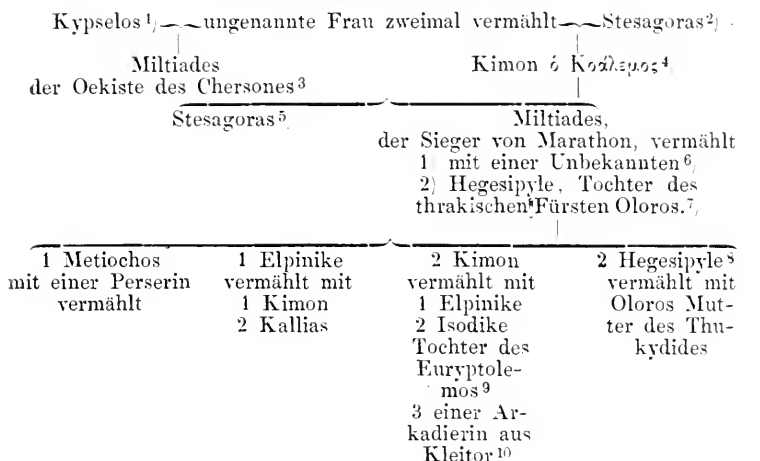 Kypselos 1) ungenannte Frau zweimal vermählt Stesagoras 2)
Miltiades Kimon ὁ Κοάλεμος 4
der Oekiste des Chersones 3
Stesagoras 5 Miltiades,
der Sieger von Marathon, vermählt
1 mit einer Unbekannten 6)
2) Hegesipyle, Tochter des
thrakischen Fürsten Oloros. 7)
1 Metiochos 1 Elpinike 2 Kimon 2 Hegesipyle 8
mit einer Perserin vermählt mit vermählt mit vermählt mit
vermählt 1 Kimon 1 Elpinike Oloros Mut-
2 Kallias 2 Isodike ter des Thu-
Tochter des kydides
Euryptole-
mos 9
3 einer Ar-
kadierin aus
Kleitor 10